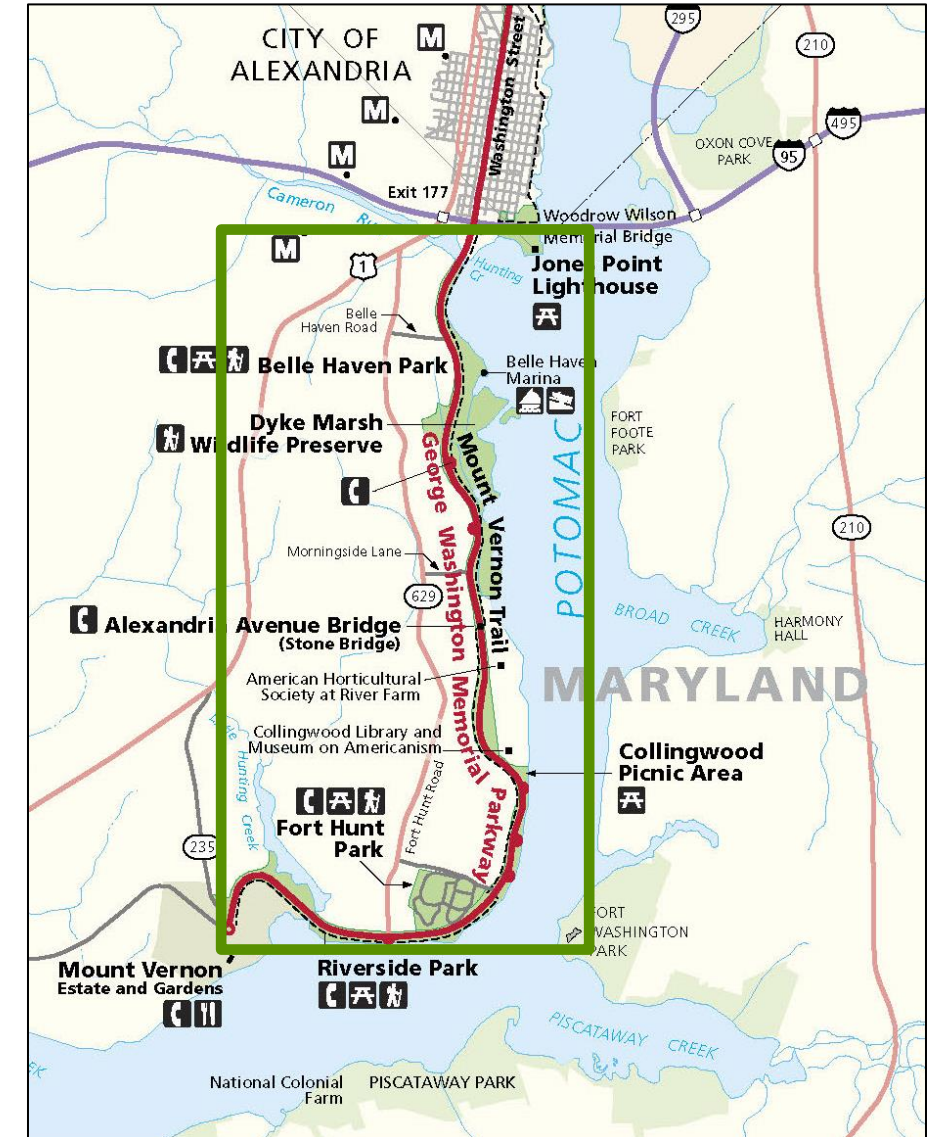 CITY OF
ALEXANDRIA
M
Washington Street
295
210
M
OXON COVE
PARK
495
95
M
Exit 177
Cameron
Woodrow Wilson
Memorial Bridge
M
1
Hunting
Cr
Jones Point
Lighthouse
Belle
Haven Road
Belle Haven Park
Belle Haven
Marina
Dyke Marsh
Wildlife Preserve
FORT
FOOTE
PARK
POTOMAC
Mount Vernon Trail
George Washington Memorial Parkway
210
Morningside Lane
629
BROAD CREEK
HARMONY
HALL
Alexandria Avenue Bridge
(Stone Bridge)
American Horticultural
Society at River Farm
MARYLAND
Collingwood Library and
Museum on Americanism
Collingwood
Picnic Area
Hunting Creek
Fort Hunt Road
Fort Hunt
Park
235
FORT
WASHINGTON
PARK
Mount Vernon
Estate and Gardens
Riverside Park
PISCATAWAY CREEK
National Colonial
Farm
PISCATAWAY PARK